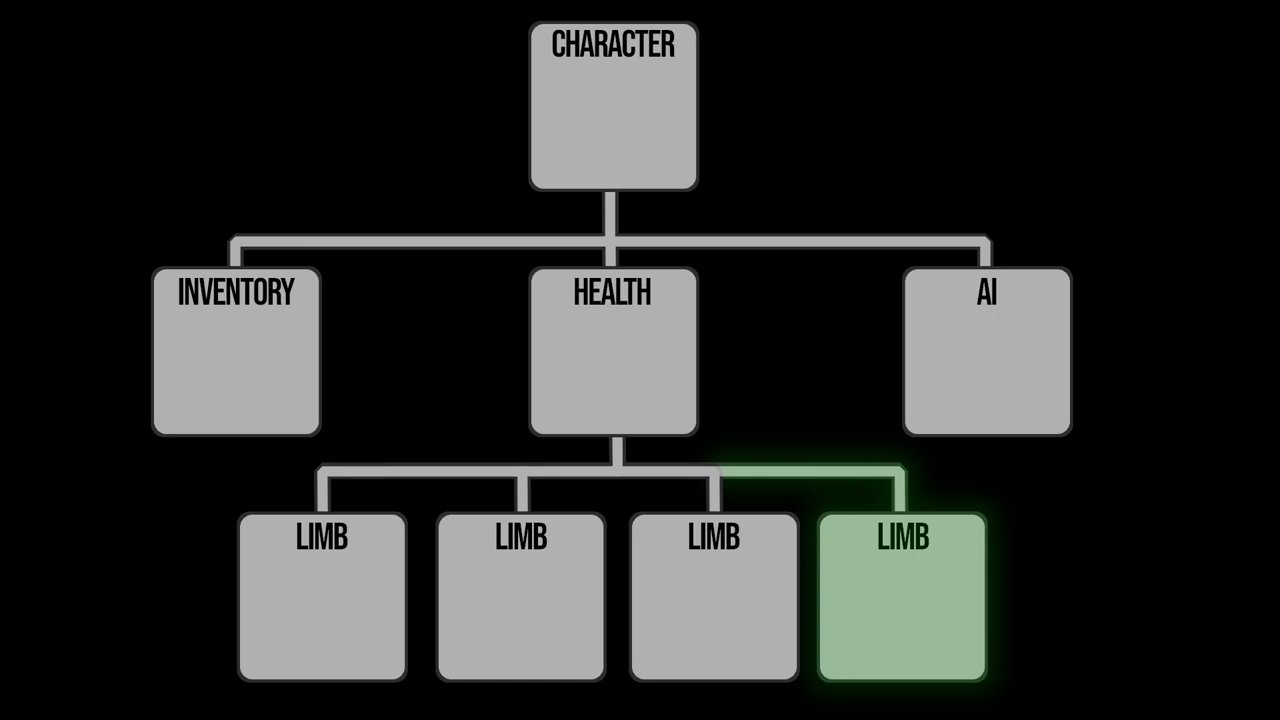 CHARACTER
INVENTORY
HEALTH
AI
LIMB
LIMB
LIMB
LIMB